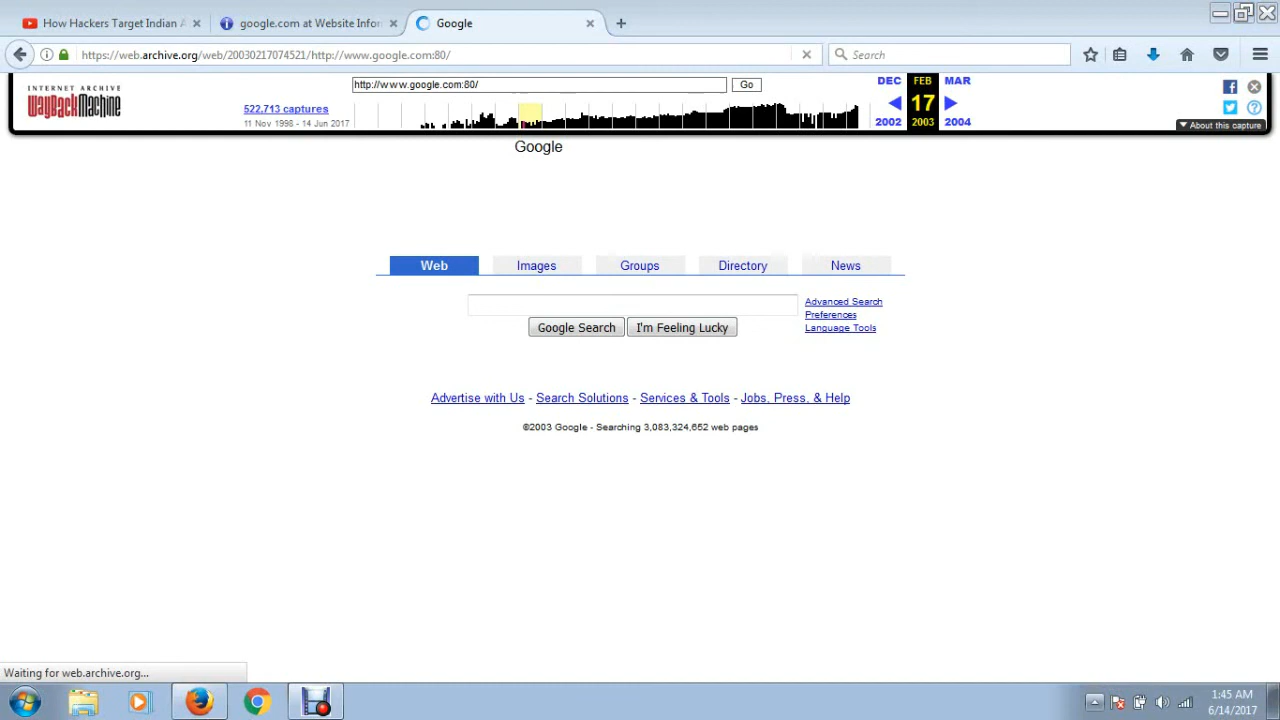 How Hackers Target Indian A
google.com at Website Infor
Google
https://web.archive.org/web/20030217074521/http://www.google.com:80/
Search
INTERNET ARCHIVE
WayBackMachine
http://www.google.com:80/
Go
522,713 captures
11 Nov 1998 - 14 Jun 2017
DEC FEB MAR
17
2002 2003 2004
About this capture
Google
Web Images Groups Directory News
Advanced Search
Preferences
Language Tools
Google Search I'm Feeling Lucky
Advertise with Us - Search Solutions - Services & Tools - Jobs, Press, & Help
©2003 Google - Searching 3,083,324,652 web pages
Waiting for web.archive.org...
1:45 AM
6/14/2017